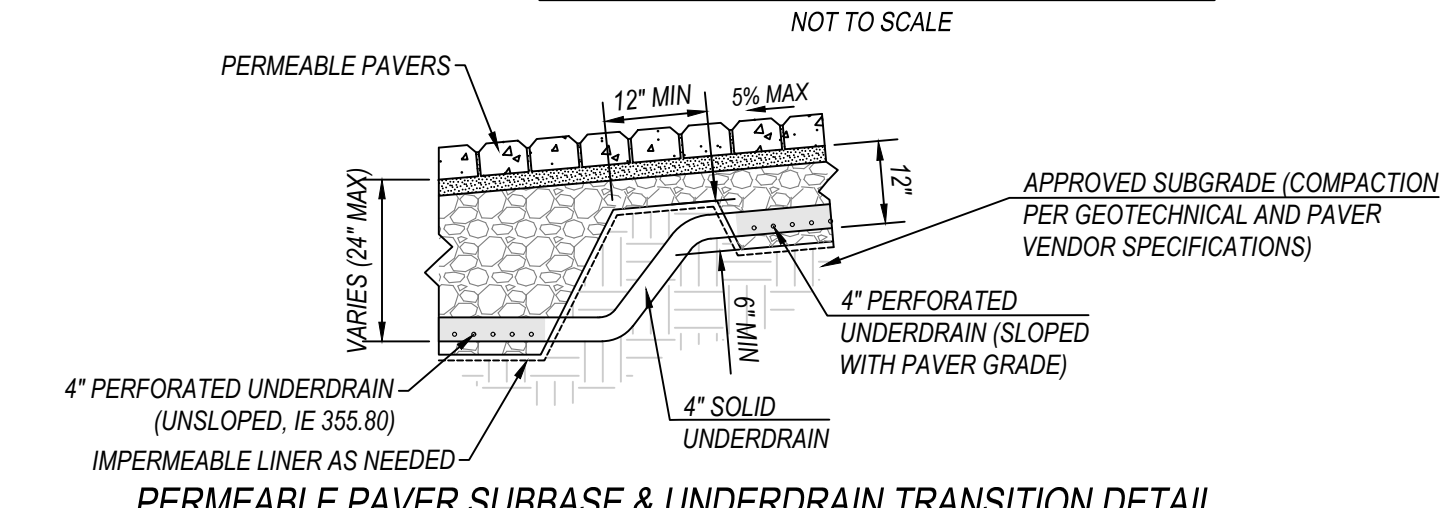 NOT TO SCALE
PERMEABLE PAVERS
12" MIN
5% MAX
VARIES (24" MAX)
12"
APPROVED SUBGRADE (COMPACTION
PER GEOTECHNICAL AND PAVER
VENDOR SPECIFICATIONS)
6" MIN
4" PERFORATED
UNDERDRAIN (SLOPED
WITH PAVER GRADE)
4" PERFORATED UNDERDRAIN
(UNSLOPED, IE 355.80)
4" SOLID
UNDERDRAIN
IMPERMEABLE LINER AS NEEDED
PERMEABLE PAVER SUBBASE & UNDERDRAIN TRANSITION DETAIL